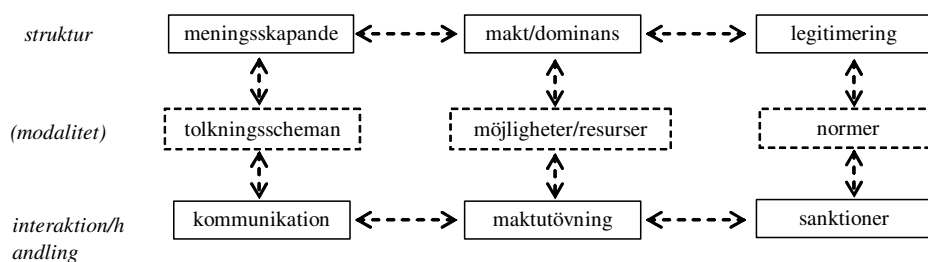 struktur meningsskapande makt/dominans legitimering
(modalitet) tolkningsscheman möjligheter/resurser normer
interaktion/h kommunikation maktutövning sanktioner
andling